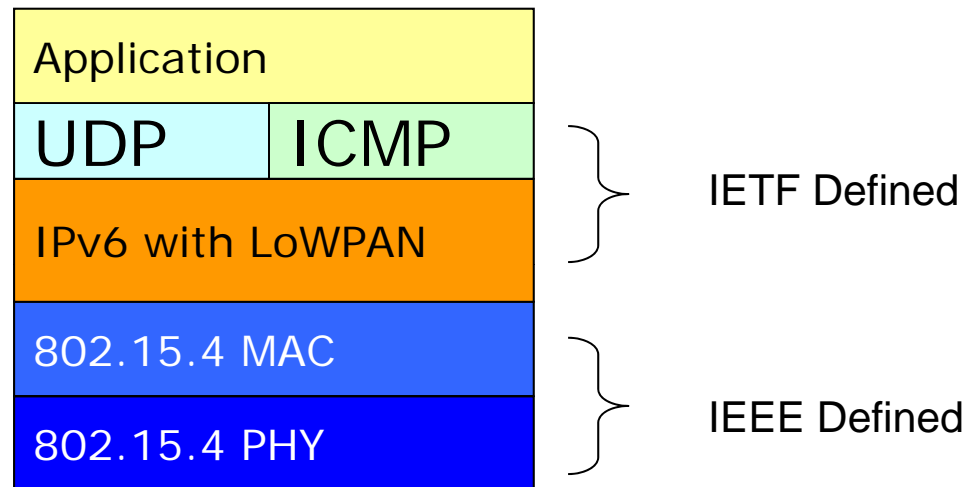 Application
UDP
ICMP
IETF Defined
IPv6 with LoWPAN
802.15.4 MAC
IEEE Defined
802.15.4 PHY